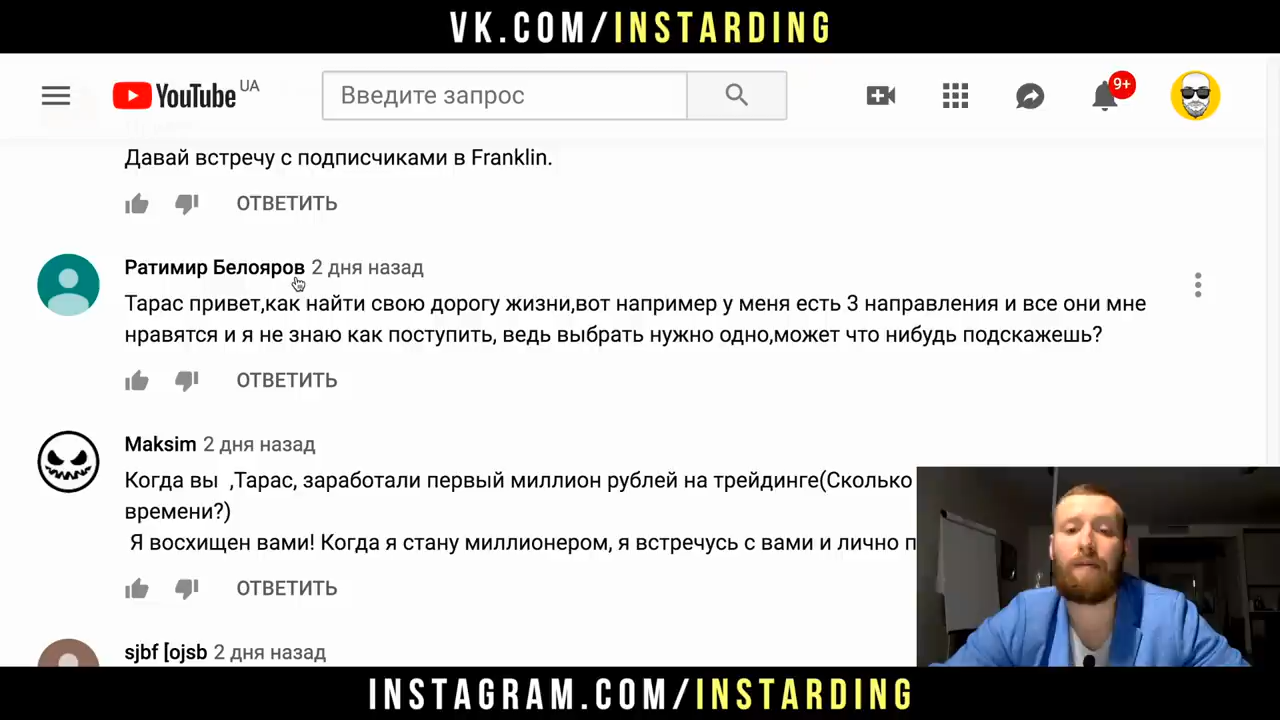 VK.COM/INSTARDING
YouTube UA
Введите запрос
9+
Давай встречу с подписчиками в Franklin.
ОТВЕТИТЬ
Ратимир Белояров 2 дня назад
Тарас привет,как найти свою дорогу жизни,вот например у меня есть 3 направления и все они мне
нравятся и я не знаю как поступить, ведь выбрать нужно одно,может что нибудь подскажешь?
ОТВЕТИТЬ
Maksim 2 дня назад
Когда вы ,Тарас, заработали первый миллион рублей на трейдинге(Сколько
времени?)
Я восхищен вами! Когда я стану миллионером, я встречусь с вами и лично п
ОТВЕТИТЬ
sjbf [ojsb 2 дня назад
INSTAGRAM.COM/INSTARDING